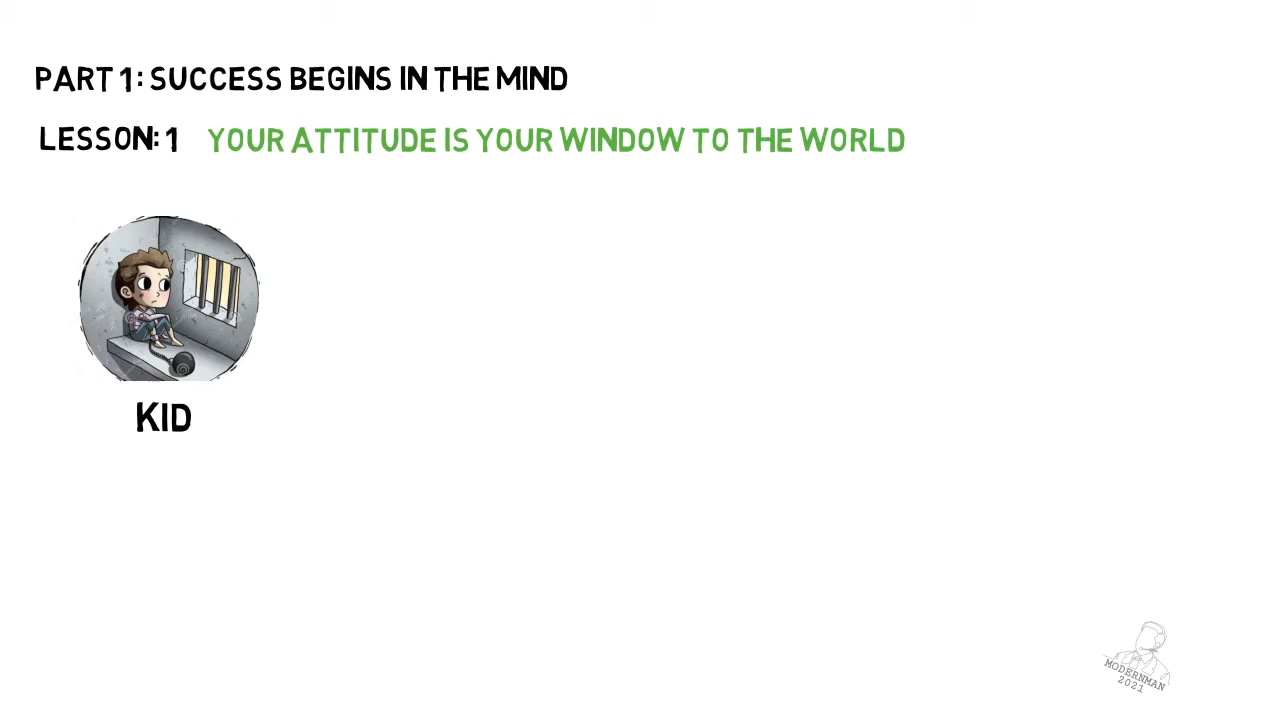 PART 1: SUCCESS BEGINS IN THE MIND
LESSON: 1 YOUR ATTITUDE IS YOUR WINDOW TO THE WORLD
KID
MODERNMAN
2021